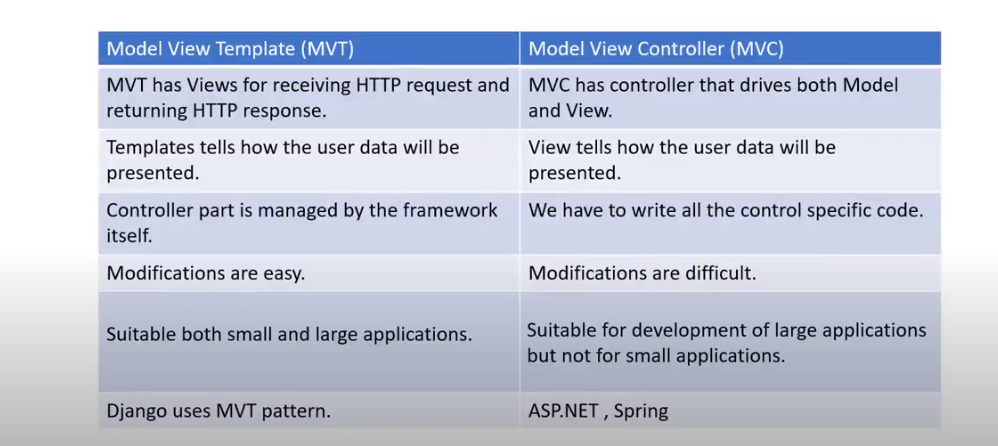 Model View Template (MVT)
Model View Controller (MVC)
MVT has Views for receiving HTTP request and
returning HTTP response.
MVC has controller that drives both Model
and View.
Templates tells how the user data will be
presented.
View tells how the user data will be
presented.
Controller part is managed by the framework
itself.
We have to write all the control specific code.
Modifications are easy.
Modifications are difficult.
Suitable both small and large applications.
Suitable for development of large applications
but not for small applications.
Django uses MVT pattern.
ASP.NET , Spring